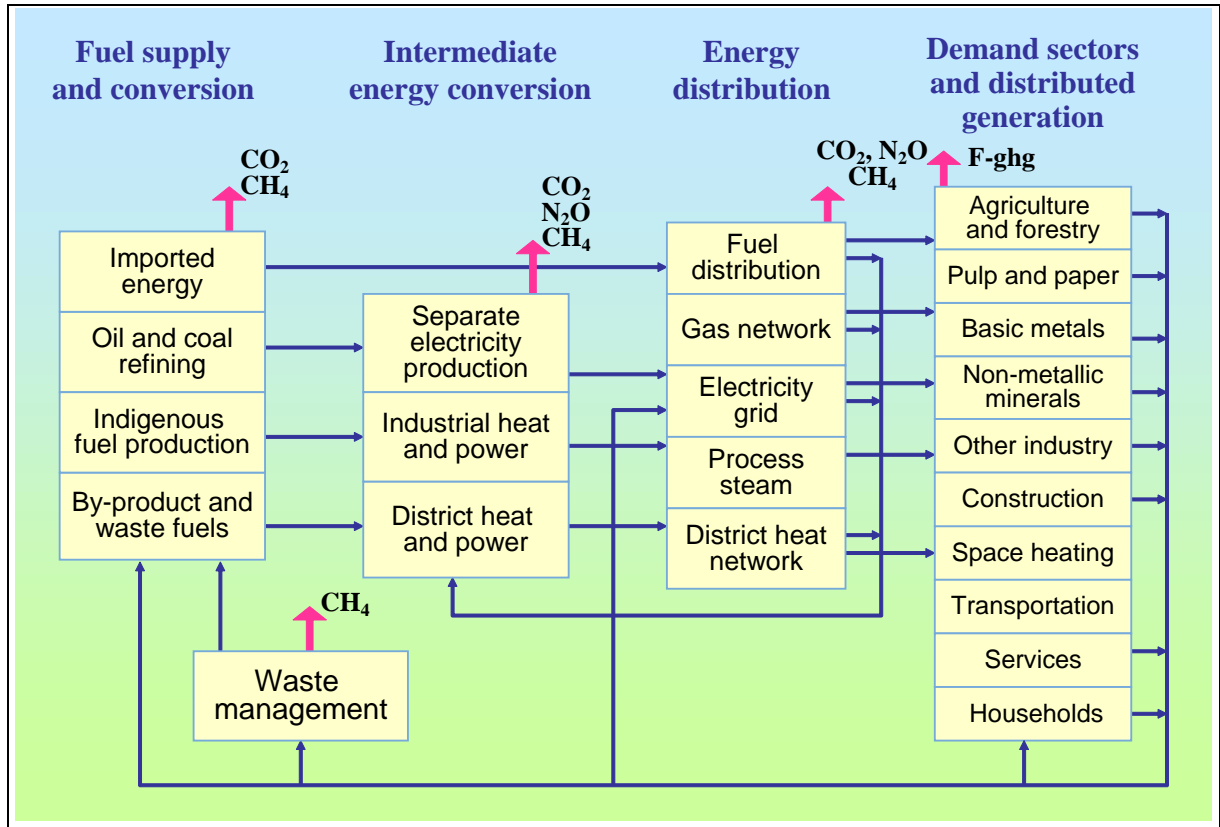 Fuel supply
and conversion
Intermediate
energy conversion
Energy
distribution
Demand sectors
and distributed
generation
CO₂
CH₄
CO₂
N₂O
CH₄
CO₂, N₂O
CH₄
F-ghg
Imported
energy
Oil and coal
refining
Indigenous
fuel production
By-product and
waste fuels
Separate
electricity
production
Industrial heat
and power
District heat
and power
Fuel
distribution
Gas network
Electricity
grid
Process
steam
District heat
network
Agriculture
and forestry
Pulp and paper
Basic metals
Non-metallic
minerals
Other industry
Construction
Space heating
Transportation
Services
Households
CH₄
Waste
management